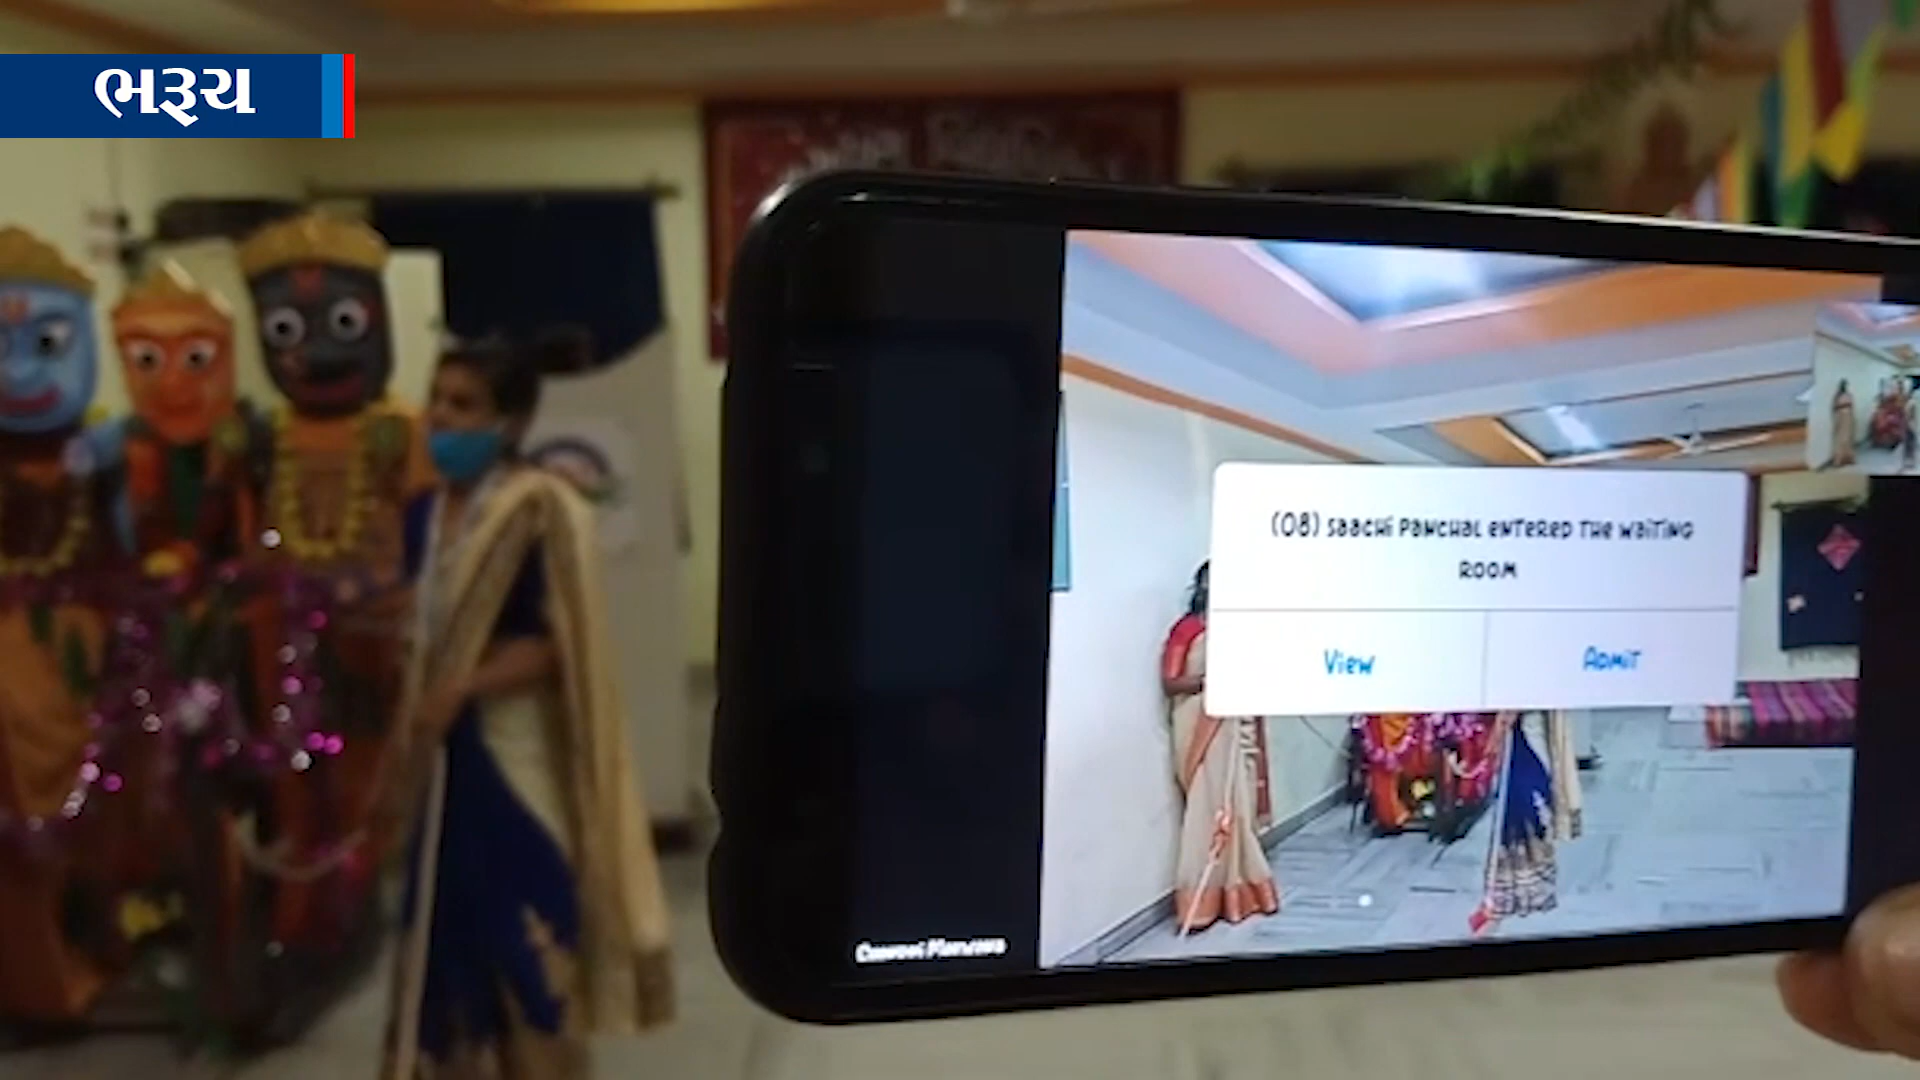 ભરૂચ
(08) Saachi Panchal entered the waiting
room
View
Admit